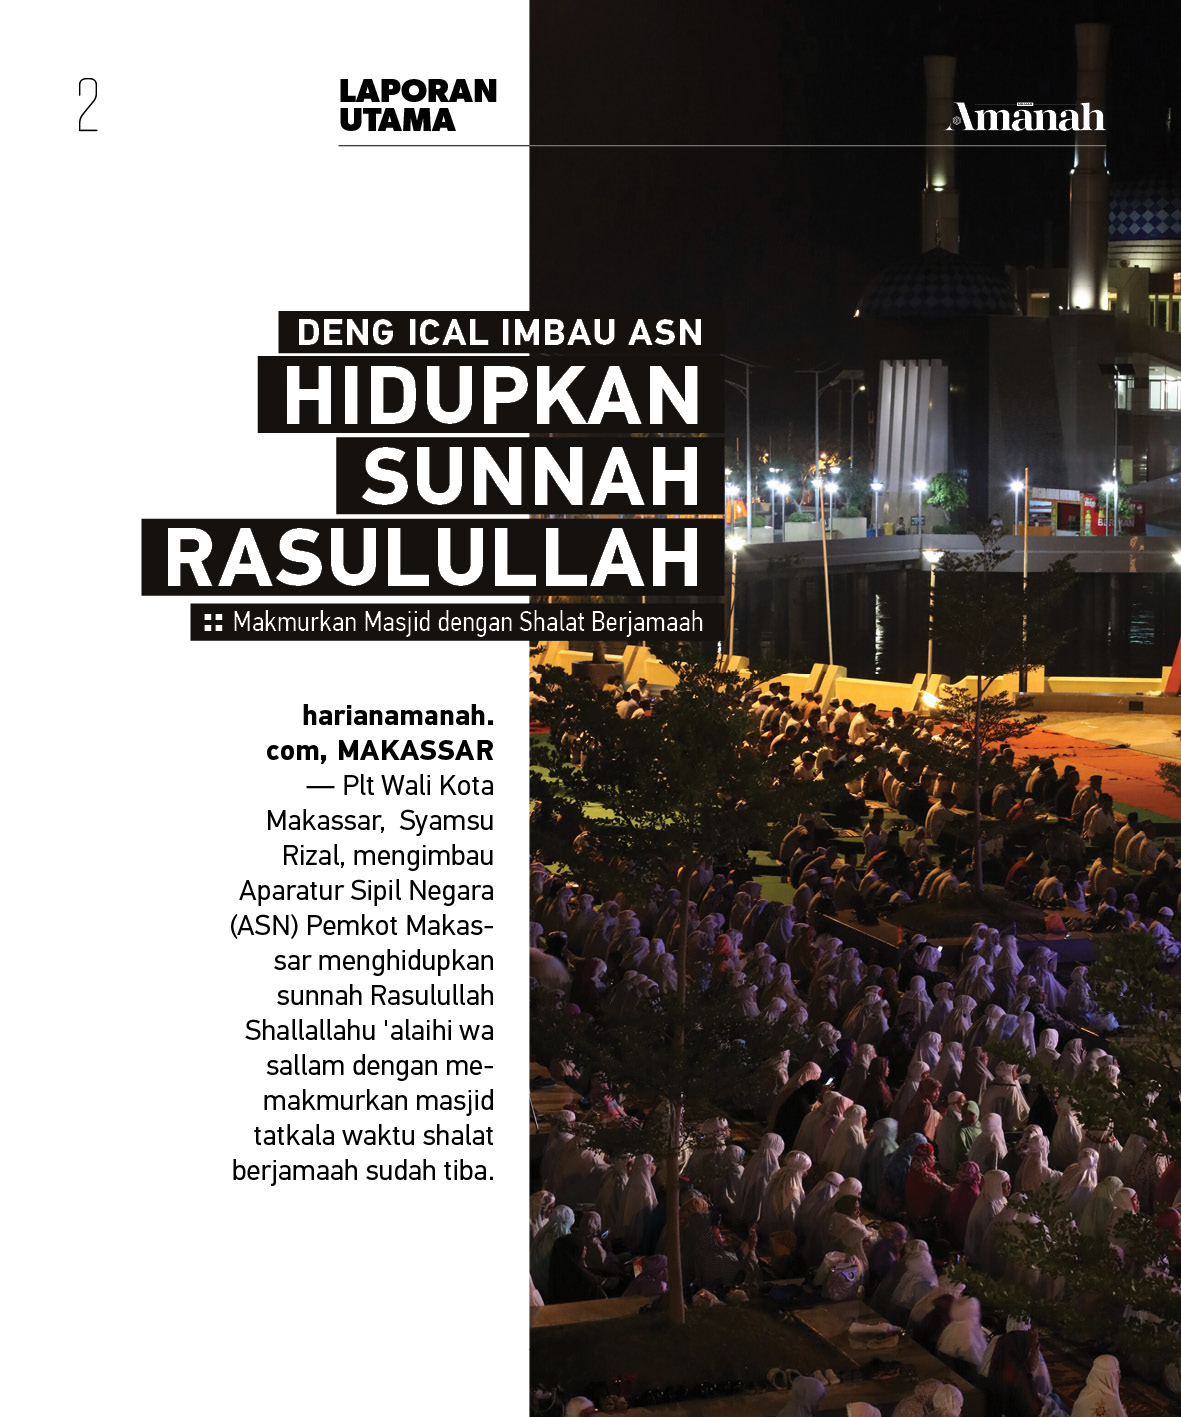 2
LAPORAN
UTAMA
Amanah
DENG ICAL IMBAU ASN
HIDUPKAN
SUNNAH
RASULULLAH
Makmurkan Masjid dengan Shalat Berjamaah
harianamanah.
com, MAKASSAR
— Plt Wali Kota
Makassar,  Syamsu
Rizal, mengimbau
Aparatur Sipil Negara
(ASN) Pemkot Makas-
sar menghidupkan
sunnah Rasulullah
Shallallahu 'alaihi wa
sallam dengan me-
makmurkan masjid
tatkala waktu shalat
berjamaah sudah tiba.